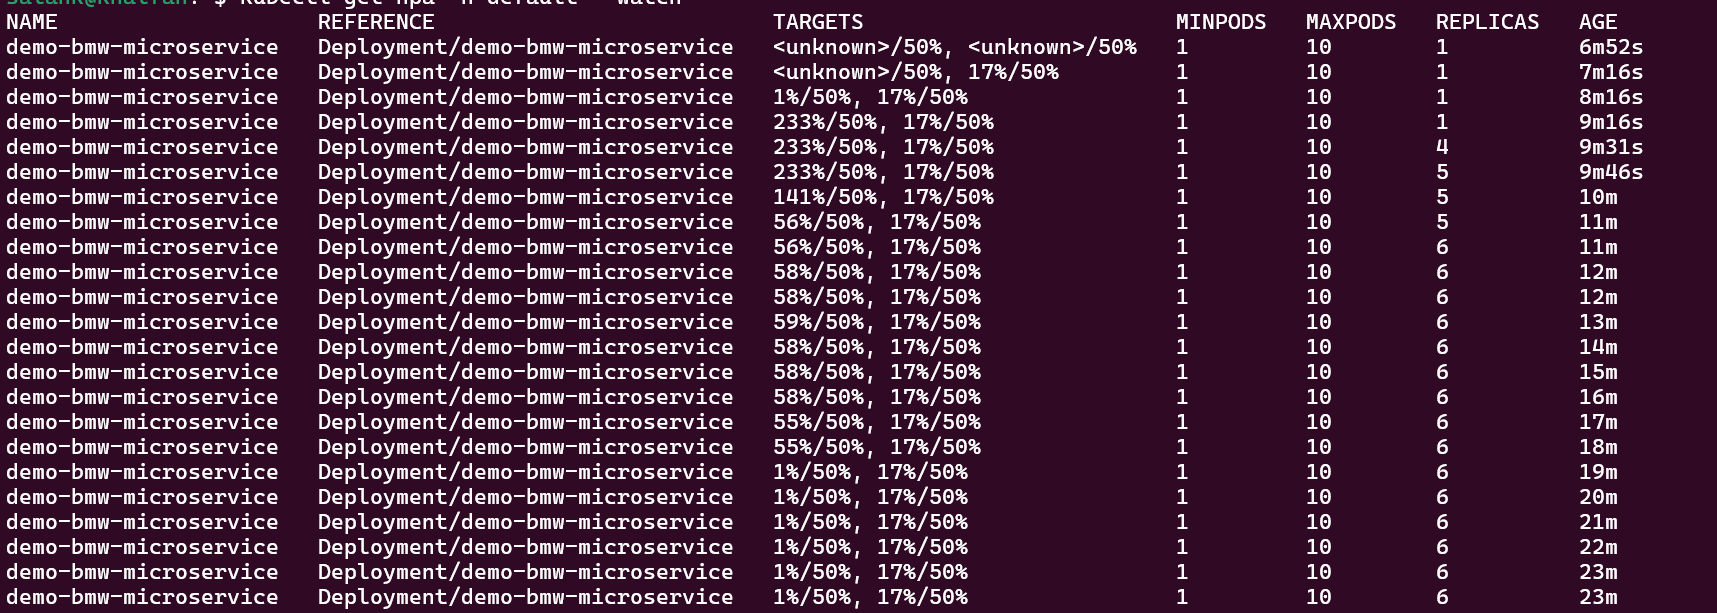 NAME REFERENCE TARGETS MINPODS MAXPODS REPLICAS AGE
demo-bmw-microservice Deployment/demo-bmw-microservice <unknown>/50%, <unknown>/50% 1 10 1 6m52s
demo-bmw-microservice Deployment/demo-bmw-microservice <unknown>/50%, 17%/50% 1 10 1 7m16s
demo-bmw-microservice Deployment/demo-bmw-microservice 1%/50%, 17%/50% 1 10 1 8m16s
demo-bmw-microservice Deployment/demo-bmw-microservice 233%/50%, 17%/50% 1 10 1 9m16s
demo-bmw-microservice Deployment/demo-bmw-microservice 233%/50%, 17%/50% 1 10 4 9m31s
demo-bmw-microservice Deployment/demo-bmw-microservice 233%/50%, 17%/50% 1 10 5 9m46s
demo-bmw-microservice Deployment/demo-bmw-microservice 141%/50%, 17%/50% 1 10 5 10m
demo-bmw-microservice Deployment/demo-bmw-microservice 56%/50%, 17%/50% 1 10 5 11m
demo-bmw-microservice Deployment/demo-bmw-microservice 56%/50%, 17%/50% 1 10 6 11m
demo-bmw-microservice Deployment/demo-bmw-microservice 58%/50%, 17%/50% 1 10 6 12m
demo-bmw-microservice Deployment/demo-bmw-microservice 58%/50%, 17%/50% 1 10 6 12m
demo-bmw-microservice Deployment/demo-bmw-microservice 59%/50%, 17%/50% 1 10 6 13m
demo-bmw-microservice Deployment/demo-bmw-microservice 58%/50%, 17%/50% 1 10 6 14m
demo-bmw-microservice Deployment/demo-bmw-microservice 58%/50%, 17%/50% 1 10 6 15m
demo-bmw-microservice Deployment/demo-bmw-microservice 58%/50%, 17%/50% 1 10 6 16m
demo-bmw-microservice Deployment/demo-bmw-microservice 55%/50%, 17%/50% 1 10 6 17m
demo-bmw-microservice Deployment/demo-bmw-microservice 55%/50%, 17%/50% 1 10 6 18m
demo-bmw-microservice Deployment/demo-bmw-microservice 1%/50%, 17%/50% 1 10 6 19m
demo-bmw-microservice Deployment/demo-bmw-microservice 1%/50%, 17%/50% 1 10 6 20m
demo-bmw-microservice Deployment/demo-bmw-microservice 1%/50%, 17%/50% 1 10 6 21m
demo-bmw-microservice Deployment/demo-bmw-microservice 1%/50%, 17%/50% 1 10 6 22m
demo-bmw-microservice Deployment/demo-bmw-microservice 1%/50%, 17%/50% 1 10 6 23m
demo-bmw-microservice Deployment/demo-bmw-microservice 1%/50%, 17%/50% 1 10 6 23m